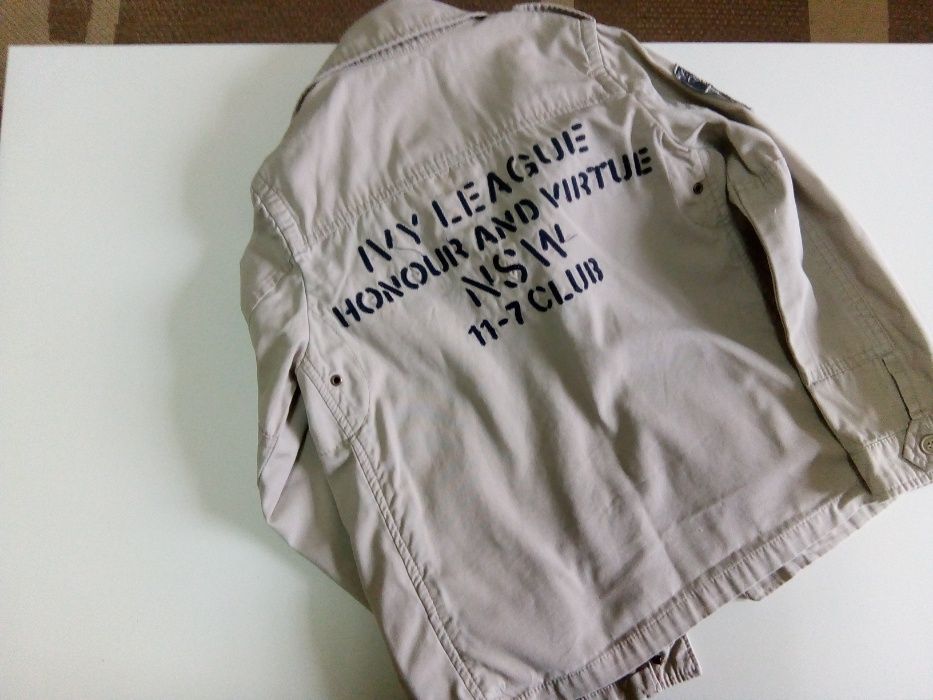 IVY LEAGUE
HONOUR AND VIRTUE
NSW
11-7 CLUB